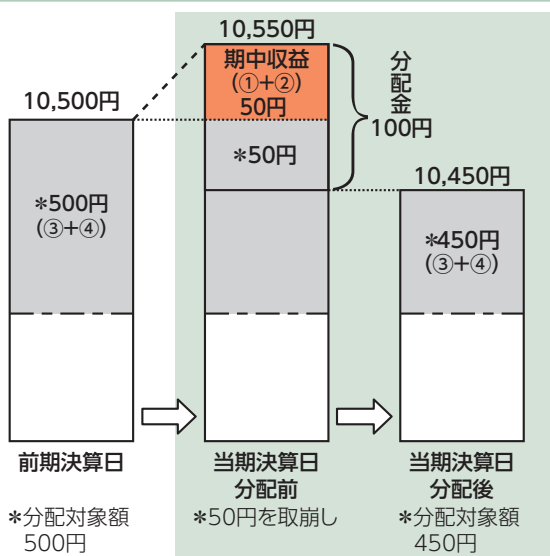 10,500円
*500円
(③+④)
前期決算日
*分配対象額
500円
10,550円
期中収益
(①+②)
50円
*50円
分配金
100円
当期決算日
分配前
*50円を取崩し
10,450円
*450円
(③+④)
当期決算日
分配後
*分配対象額
450円